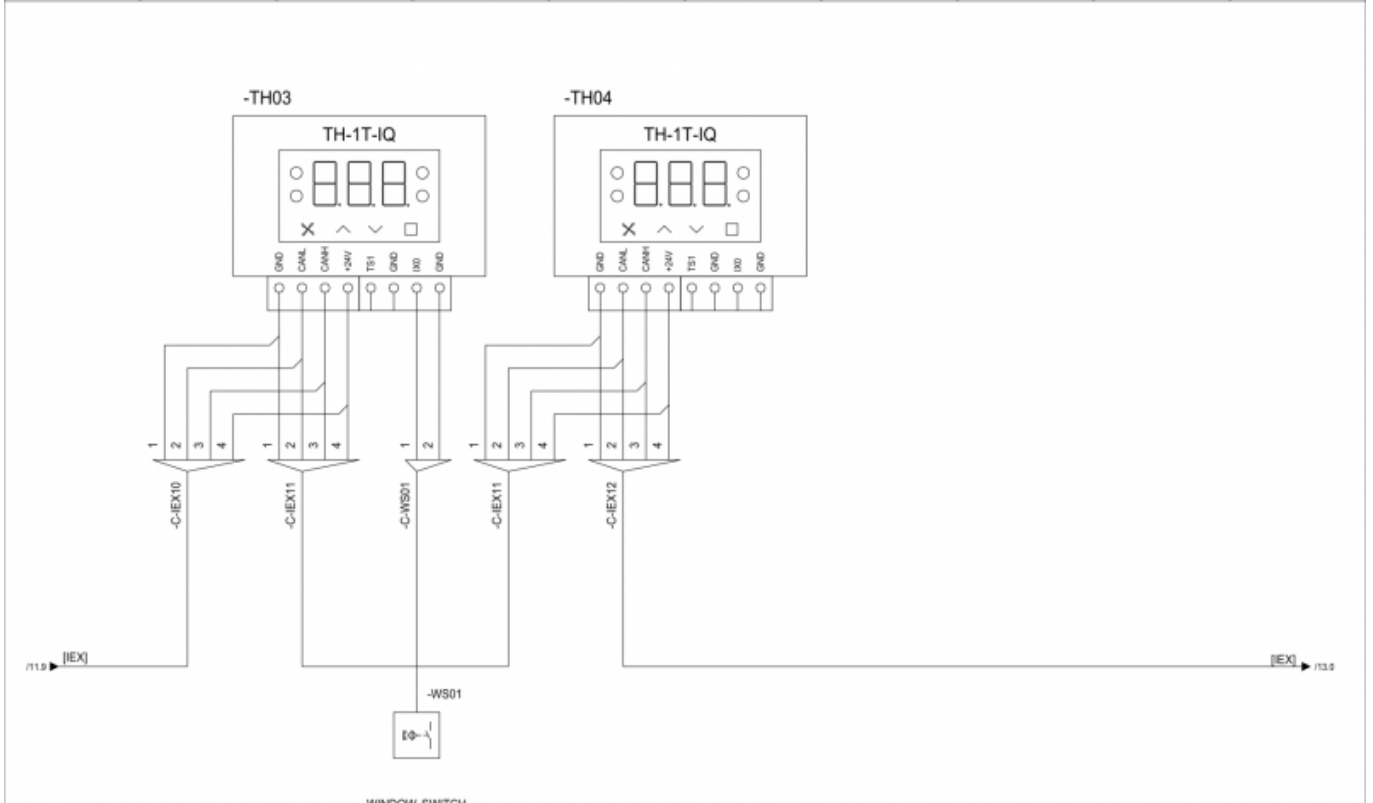 -TH03
-TH04
TH-1T-IQ
TH-1T-IQ
GND CANL CANH +24V TS1 GND IX0 GND
GND CANL CANH +24V TS1 GND IX0 GND
1 2 3 4 1 2 3 4 1 2 1 2 3 4 1 2 3 4
-C-IEX10 -C-IEX11 -C-WS01 -C-IEX11 -C-IEX12
/11.9 [IEX]
[IEX] /13.0
-WS01
WINDOW SWITCH